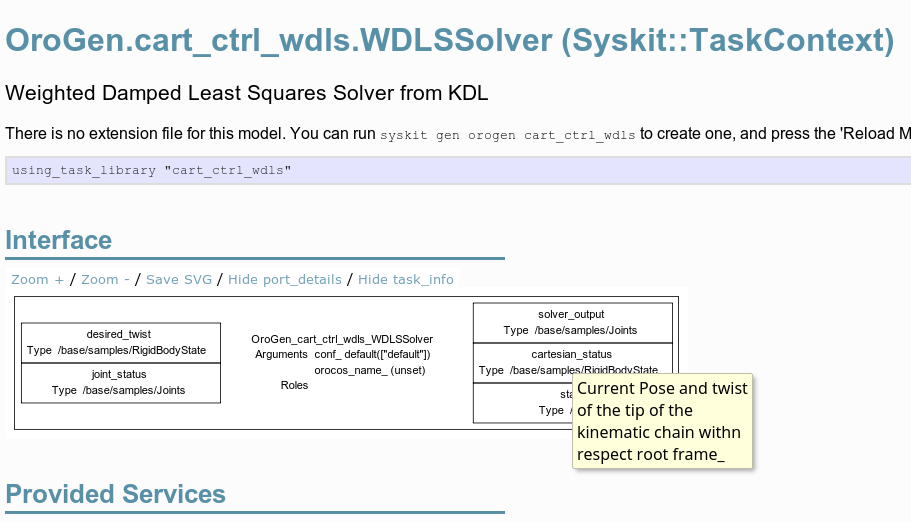 OroGen.cart_ctrl_wdls.WDLSSolver (Syskit::TaskContext)
Weighted Damped Least Squares Solver from KDL
There is no extension file for this model. You can run syskit gen orogen cart_ctrl_wdls to create one, and press the 'Reload M
using_task_library "cart_ctrl_wdls"
Interface
Zoom + / Zoom - / Save SVG / Hide port_details / Hide task_info
desired_twist
Type /base/samples/RigidBodyState
joint_status
Type /base/samples/Joints
OroGen_cart_ctrl_wdls_WDLSSolver
Arguments conf_ default(["default"])
orocos_name_ (unset)
Roles
solver_output
Type /base/samples/Joints
cartesian_status
Type /base/samples/RigidBodyState
sta
Type /
Current Pose and twist
of the tip of the
kinematic chain withn
respect root frame_
Provided Services